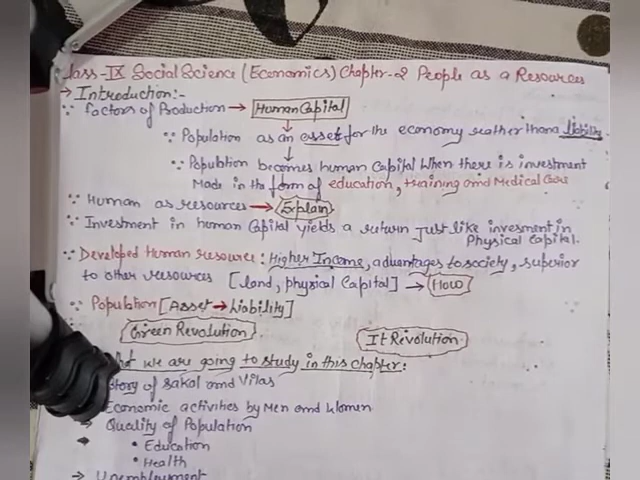 lass-IX Social Science (Economics) Chapter-2 People as a Resources
→ Introduction:-
∵ Factors of Production → Human Capital
∵ Population as an asset for the economy rather than a liability.
∵ Population becomes human Capital When there is investment
Made in the form of education, training and Medical Care
∵ Human as resources → Explain
∵ Investment in human Capital yields a return Just like invesment in
Physical Capital.
∵ Developed Human resource: Higher Income, advantages to society, superior
to other resources [land, physical Capital] → How
∵ Population [Asset → Liability]
Green Revolution It Revolution
we are going to study in this chapter:
tory of sakal and Vilas
Economic activities by Men and Women
→ Quality of Population
• Education
• Health
→ Unemployment